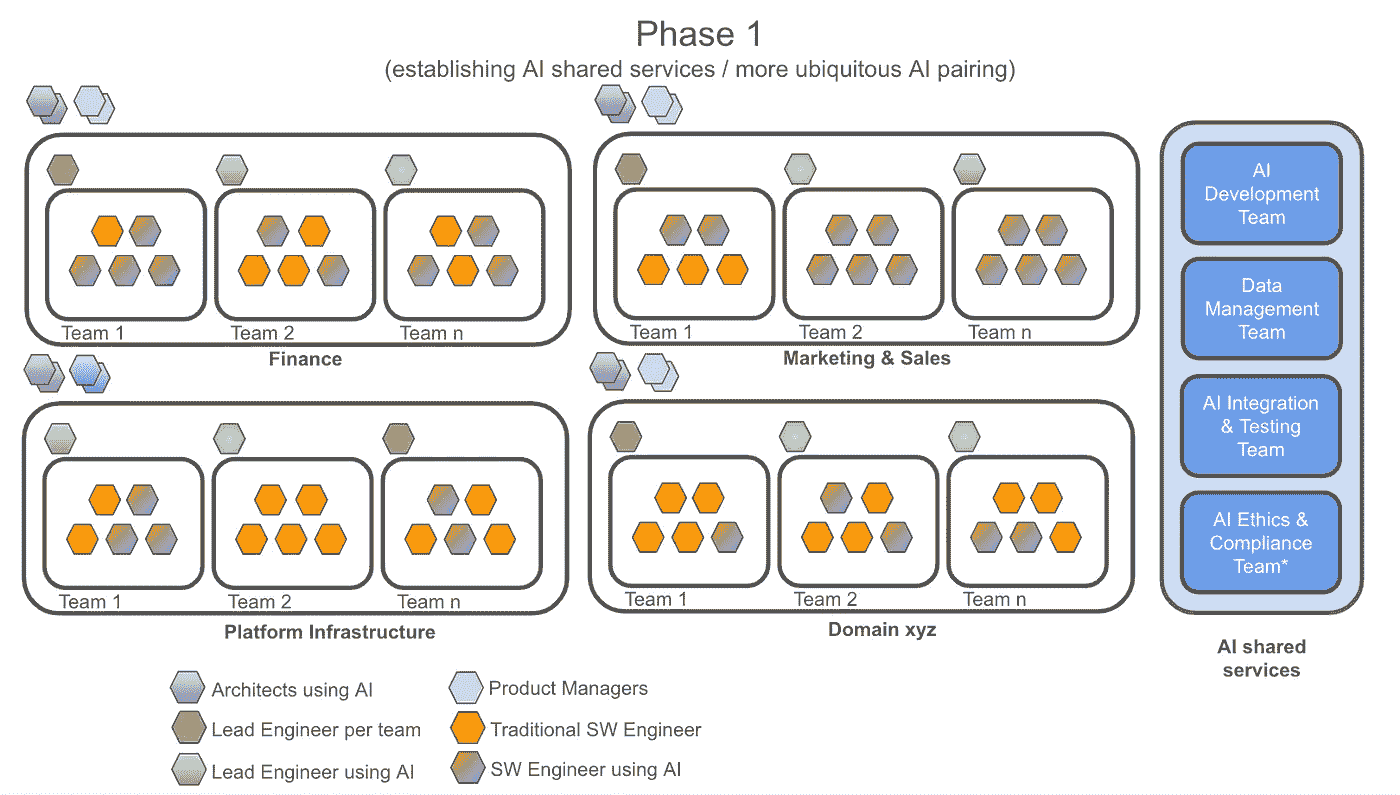 Phase 1
(establishing AI shared services / more ubiquitous AI pairing)
Team 1
Team 2
Team n
Finance
Team 1
Team 2
Team n
Marketing & Sales
Team 1
Team 2
Team n
Platform Infrastructure
Team 1
Team 2
Team n
Domain xyz
AI
Development
Team
Data
Management
Team
AI Integration
& Testing
Team
AI Ethics &
Compliance
Team*
AI shared
services
Architects using AI
Product Managers
Lead Engineer per team
Traditional SW Engineer
Lead Engineer using AI
SW Engineer using AI